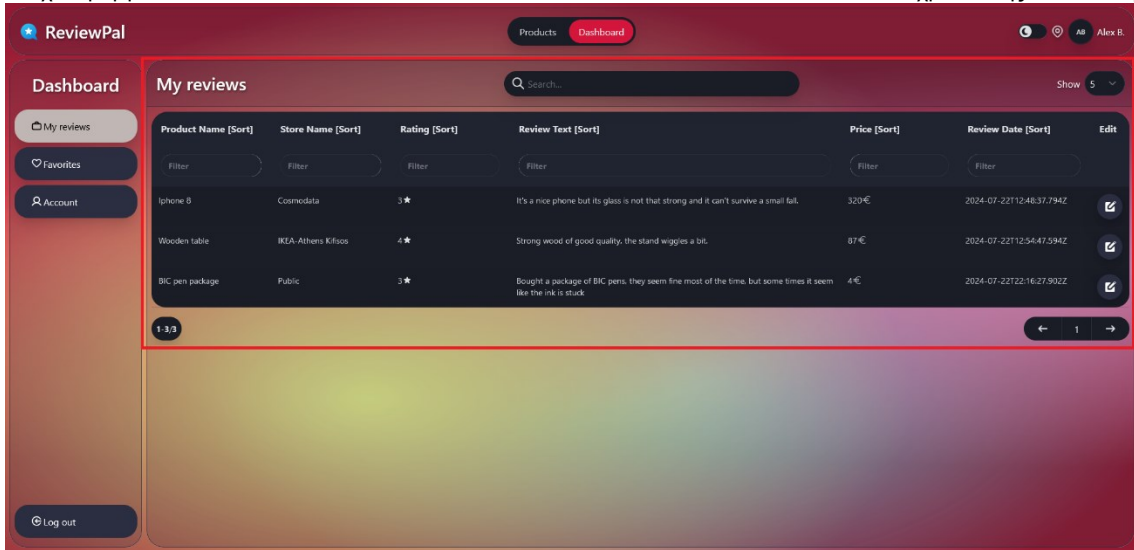 ReviewPal
Products Dashboard
AB Alex B.
Dashboard
My reviews
Search...
Show 5
My reviews
Favorites
Account
Log out
Product Name [Sort] Store Name [Sort] Rating [Sort] Review Text [Sort] Price [Sort] Review Date [Sort] Edit
Filter Filter Filter Filter Filter Filter
Iphone 8 Cosmodata 3★ It's a nice phone but its glass is not that strong and it can't survive a small fall. 320€ 2024-07-22T12:48:37.794Z
Wooden table IKEA-Athens Kifisos 4★ Strong wood of good quality, the stand wiggles a bit. 87€ 2024-07-22T12:54:47.594Z
BIC pen package Public 3★ Bought a package of BIC pens, they seem fine most of the time, but some times it seem 4€ 2024-07-22T22:16:27.902Z
like the ink is stuck
1-3/3
← 1 →